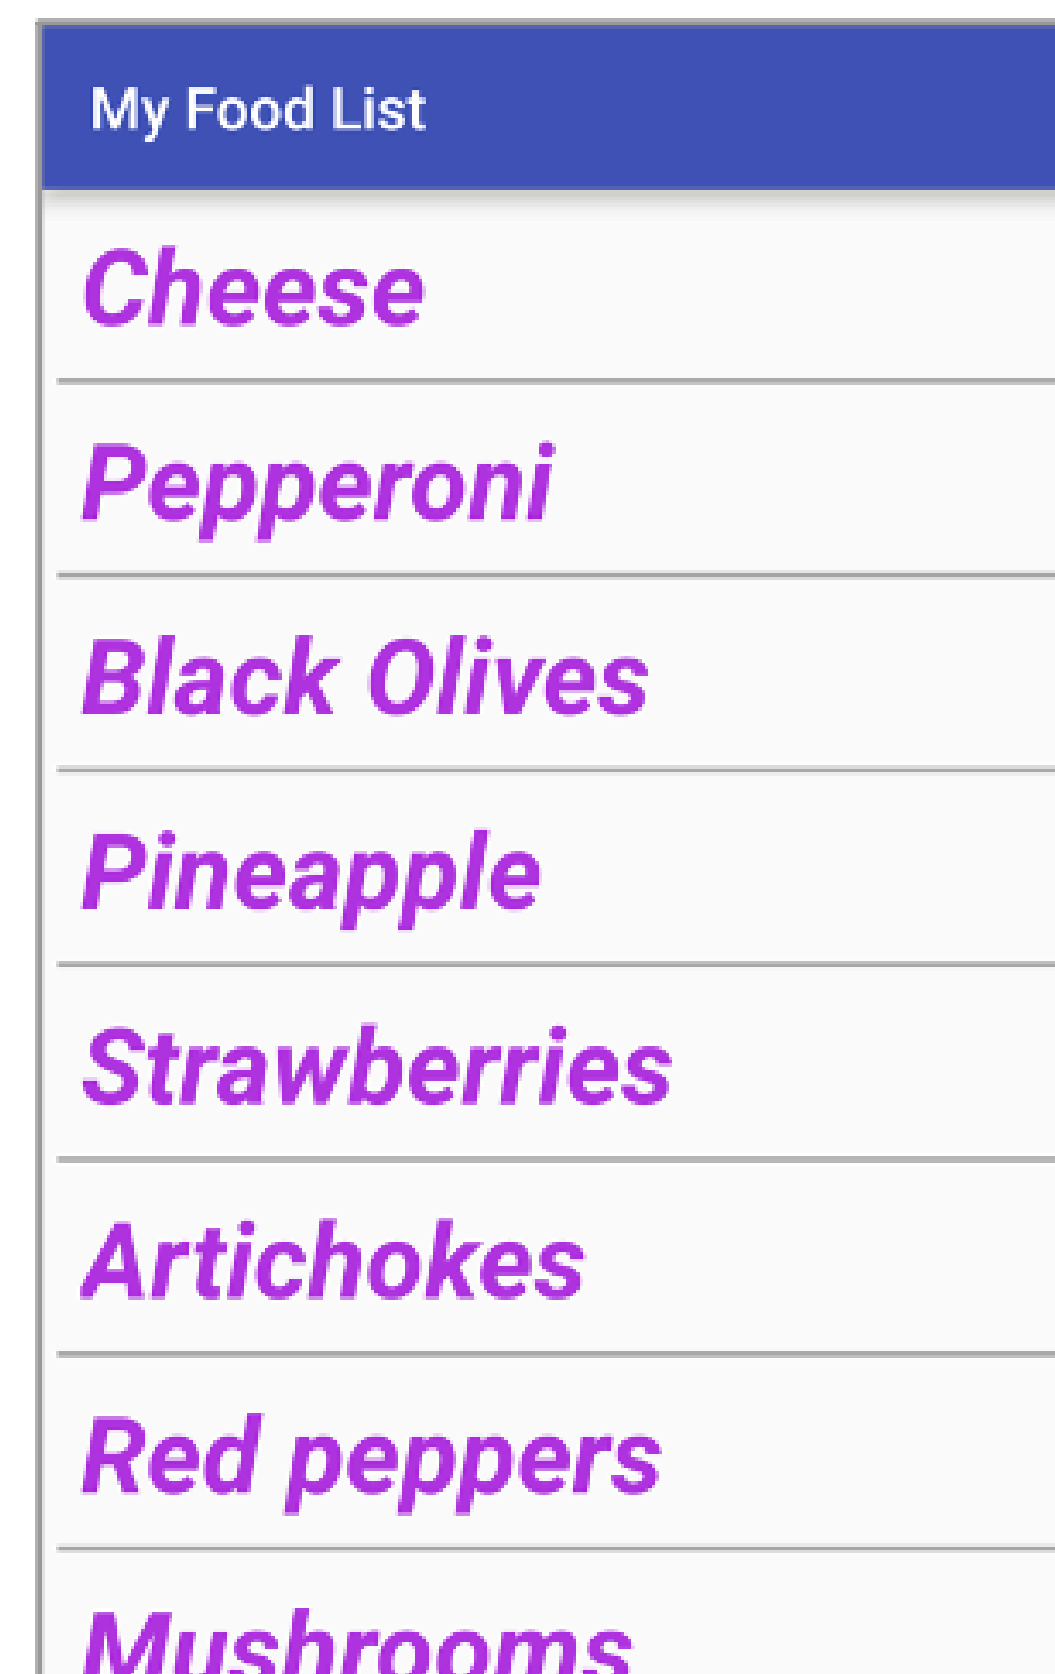 My Food List
Cheese
Pepperoni
Black Olives
Pineapple
Strawberries
Artichokes
Red peppers
Mushrooms